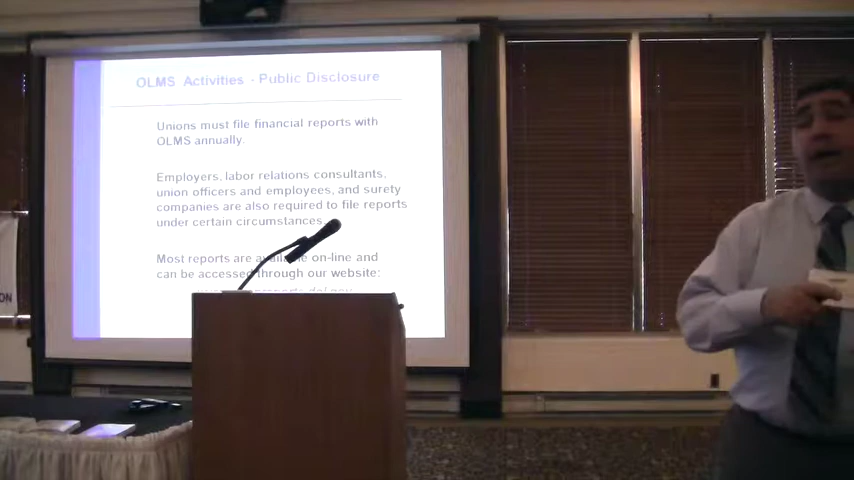 OLMS Activities - Public Disclosure
Unions must file financial reports with
OLMS annually.
Employers, labor relations consultants,
union officers and employees, and surety
companies are also required to file reports
under certain circumstances.
Most reports are available on-line and
can be accessed through our website:
ON